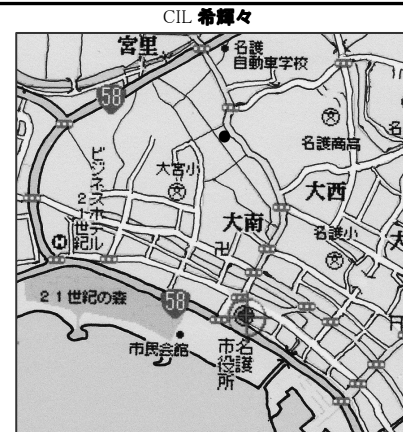 CIL 希輝々
宮里
名護
自動車学校
58
名護商高
大宮小
大西
ビジネスホテル
21世紀
大南
名護小
21世紀の森
58
市民会館
名護
市役所